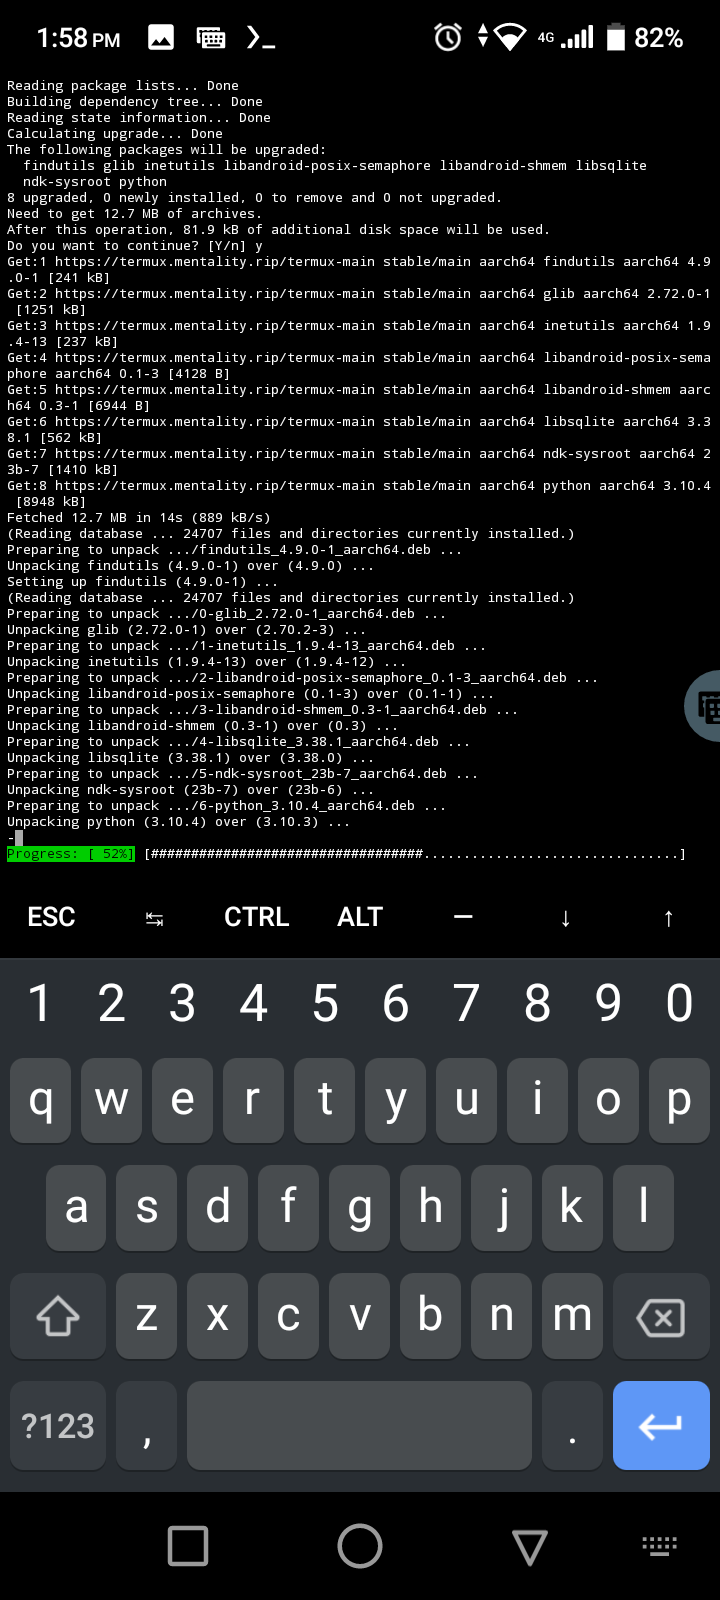 1:58 PM 4G 82%
Reading package lists... Done
Building dependency tree... Done
Reading state information... Done
Calculating upgrade... Done
The following packages will be upgraded:
  findutils glib inetutils libandroid-posix-semaphore libandroid-shmem libsqlite
  ndk-sysroot python
8 upgraded, 0 newly installed, 0 to remove and 0 not upgraded.
Need to get 12.7 MB of archives.
After this operation, 81.9 kB of additional disk space will be used.
Do you want to continue? [Y/n] y
Get:1 https://termux.mentality.rip/termux-main stable/main aarch64 findutils aarch64 4.9
.0-1 [241 kB]
Get:2 https://termux.mentality.rip/termux-main stable/main aarch64 glib aarch64 2.72.0-1
 [1251 kB]
Get:3 https://termux.mentality.rip/termux-main stable/main aarch64 inetutils aarch64 1.9
.4-13 [237 kB]
Get:4 https://termux.mentality.rip/termux-main stable/main aarch64 libandroid-posix-sema
phore aarch64 0.1-3 [4128 B]
Get:5 https://termux.mentality.rip/termux-main stable/main aarch64 libandroid-shmem aarc
h64 0.3-1 [6944 B]
Get:6 https://termux.mentality.rip/termux-main stable/main aarch64 libsqlite aarch64 3.3
8.1 [562 kB]
Get:7 https://termux.mentality.rip/termux-main stable/main aarch64 ndk-sysroot aarch64 2
3b-7 [1410 kB]
Get:8 https://termux.mentality.rip/termux-main stable/main aarch64 python aarch64 3.10.4
 [8948 kB]
Fetched 12.7 MB in 14s (889 kB/s)
(Reading database ... 24707 files and directories currently installed.)
Preparing to unpack .../findutils_4.9.0-1_aarch64.deb ...
Unpacking findutils (4.9.0-1) over (4.9.0) ...
Setting up findutils (4.9.0-1) ...
(Reading database ... 24707 files and directories currently installed.)
Preparing to unpack .../0-glib_2.72.0-1_aarch64.deb ...
Unpacking glib (2.72.0-1) over (2.70.2-3) ...
Preparing to unpack .../1-inetutils_1.9.4-13_aarch64.deb ...
Unpacking inetutils (1.9.4-13) over (1.9.4-12) ...
Preparing to unpack .../2-libandroid-posix-semaphore_0.1-3_aarch64.deb ...
Unpacking libandroid-posix-semaphore (0.1-3) over (0.1-1) ...
Preparing to unpack .../3-libandroid-shmem_0.3-1_aarch64.deb ...
Unpacking libandroid-shmem (0.3-1) over (0.3) ...
Preparing to unpack .../4-libsqlite_3.38.1_aarch64.deb ...
Unpacking libsqlite (3.38.1) over (3.38.0) ...
Preparing to unpack .../5-ndk-sysroot_23b-7_aarch64.deb ...
Unpacking ndk-sysroot (23b-7) over (23b-6) ...
Preparing to unpack .../6-python_3.10.4_aarch64.deb ...
Unpacking python (3.10.4) over (3.10.3) ...
-
Progress: [ 52%] [##################################................................]
ESC ↹ CTRL ALT — ↓ ↑
1 2 3 4 5 6 7 8 9 0
q w e r t y u i o p
a s d f g h j k l
z x c v b n m
?123 , .